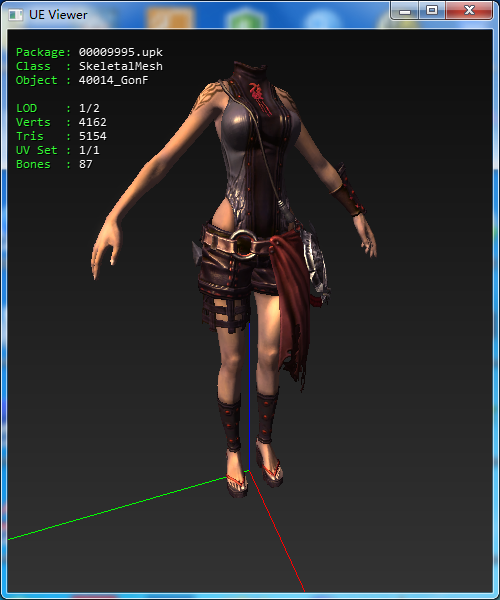 UE Viewer
Package: 00009995.upk
Class : SkeletalMesh
Object : 40014_GonF
LOD : 1/2
Verts : 4162
Tris : 5154
UV Set : 1/1
Bones : 87